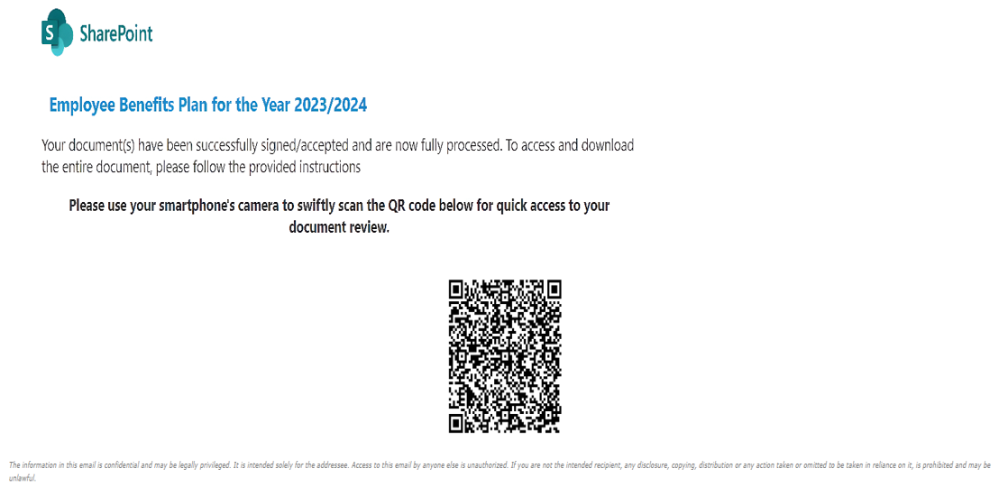 SharePoint
Employee Benefits Plan for the Year 2023/2024
Your document(s) have been successfully signed/accepted and are now fully processed. To access and download
the entire document, please follow the provided instructions
Please use your smartphone's camera to swiftly scan the QR code below for quick access to your
document review.
The information in this email is confidential and may be legally privileged. It is intended solely for the addressee. Access to this email by anyone else is unauthorized. If you are not the intended recipient, any disclosure, copying, distribution or any action taken or omitted to be taken in reliance on it, is prohibited and may be
unlawful.